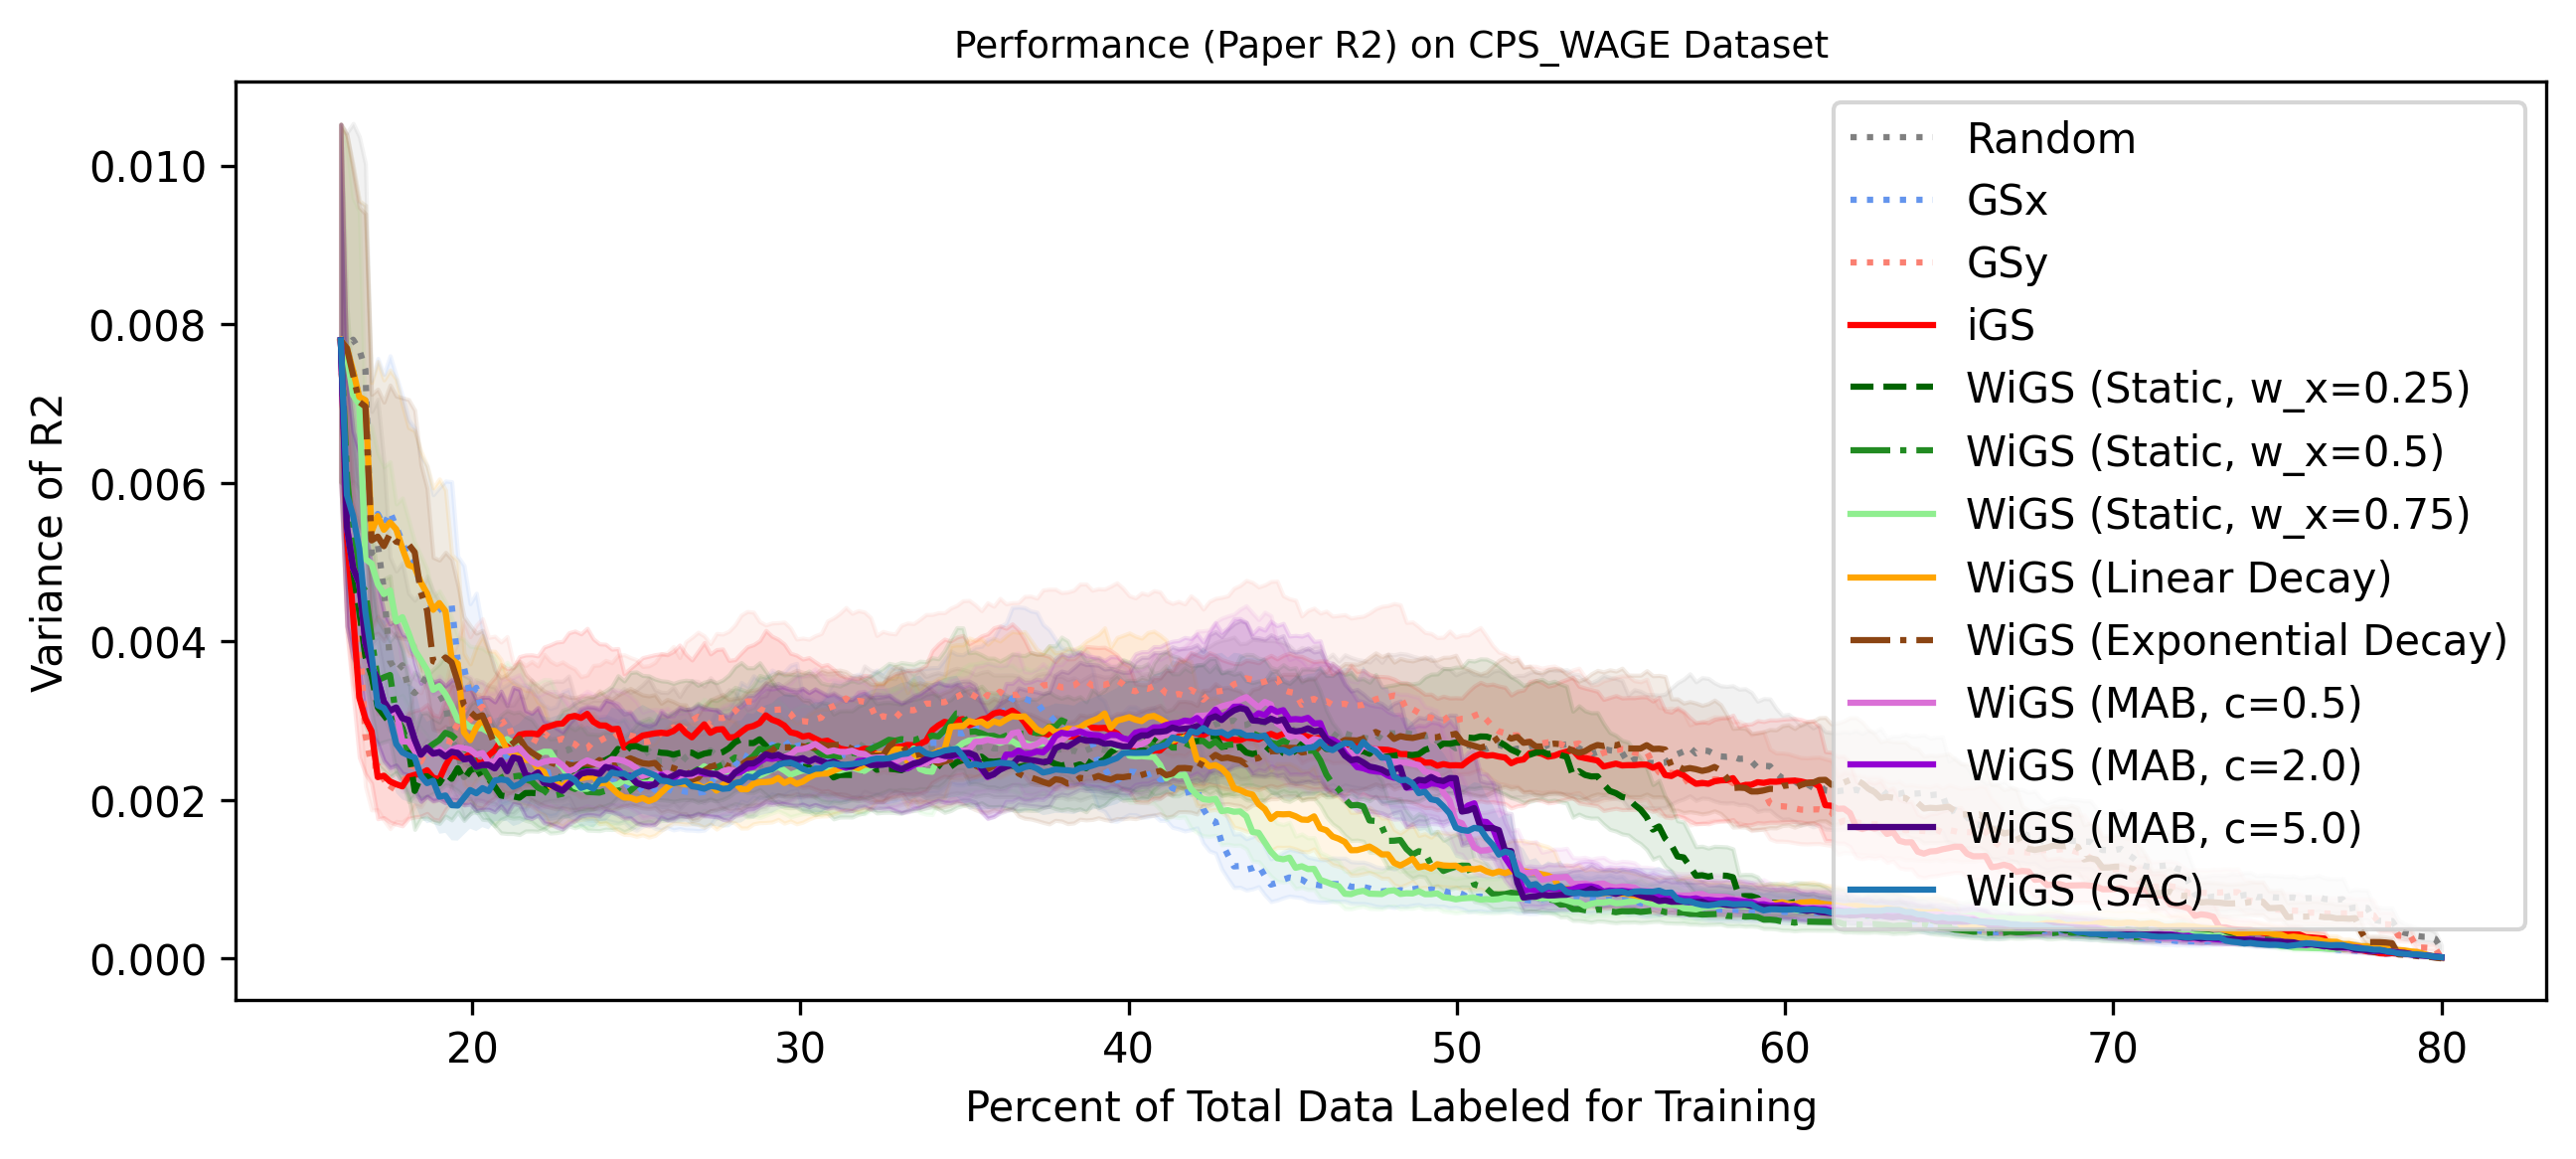 Performance (Paper R2) on CPS_WAGE Dataset
Variance of R2
0.010
0.008
0.006
0.004
0.002
0.000
20 30 40 50 60 70 80
Percent of Total Data Labeled for Training
Random
GSx
GSy
iGS
WiGS (Static, w_x=0.25)
WiGS (Static, w_x=0.5)
WiGS (Static, w_x=0.75)
WiGS (Linear Decay)
WiGS (Exponential Decay)
WiGS (MAB, c=0.5)
WiGS (MAB, c=2.0)
WiGS (MAB, c=5.0)
WiGS (SAC)